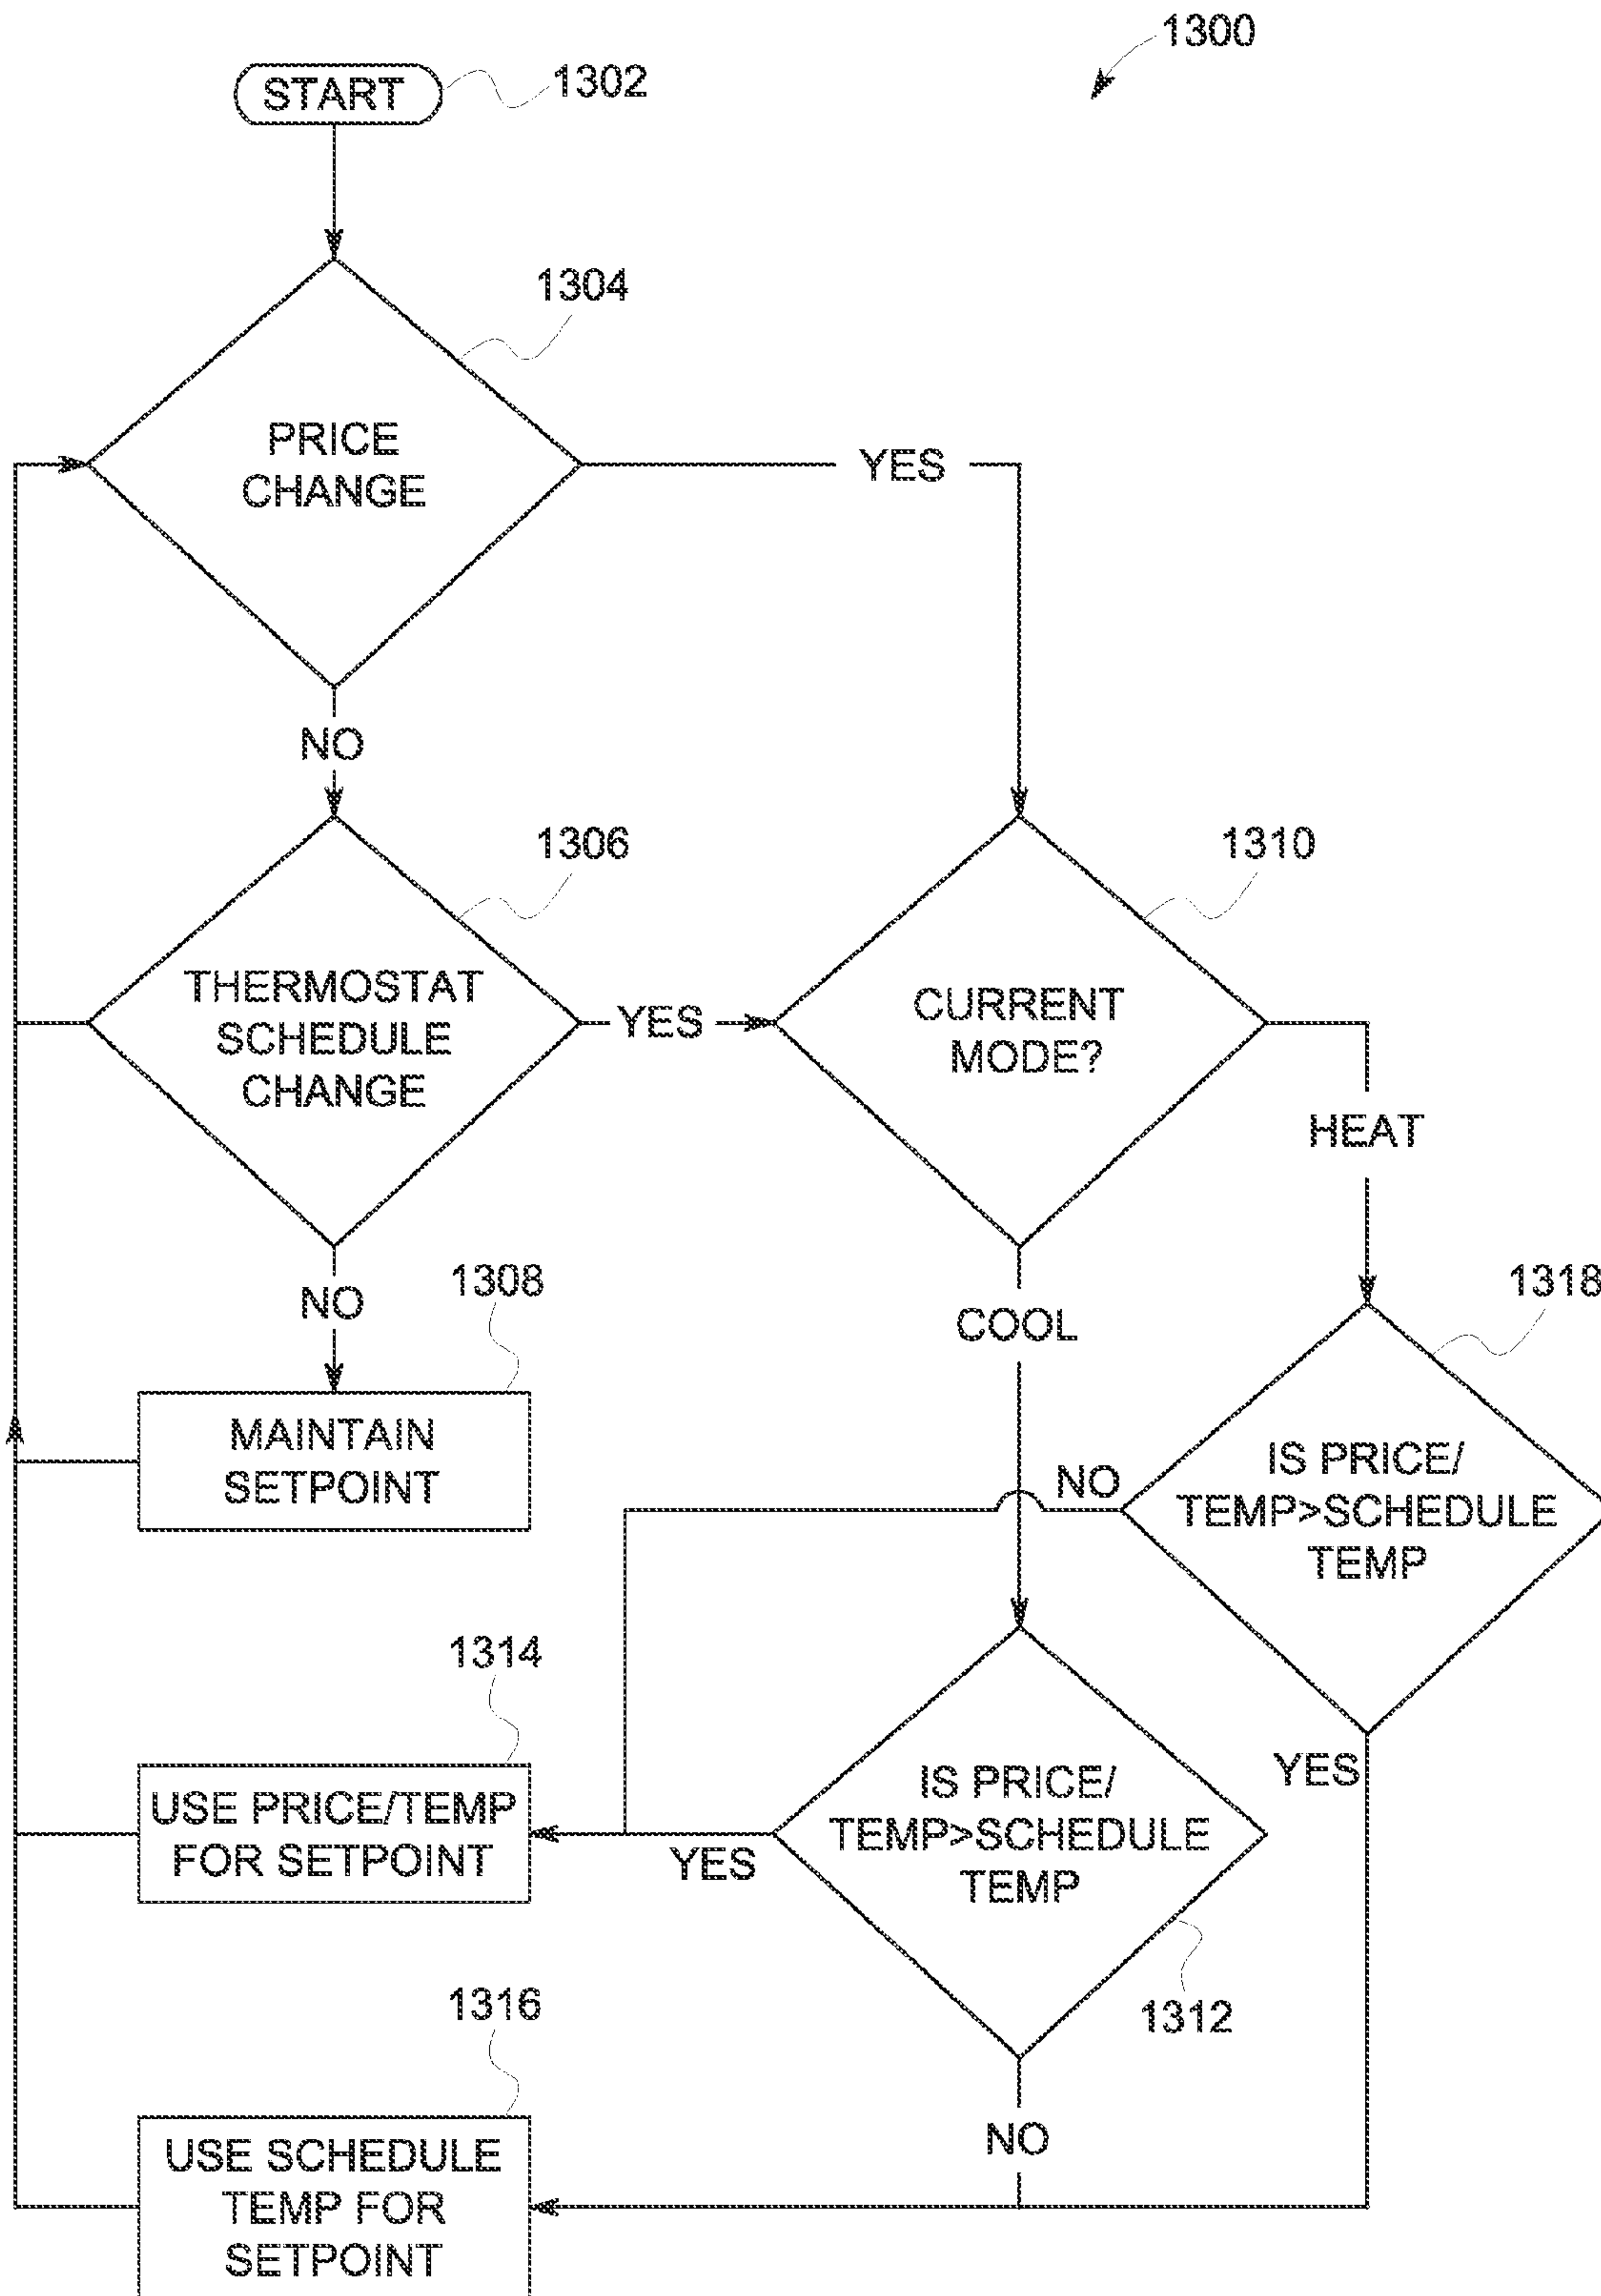 1300
START
1302
1304
PRICE
CHANGE
YES
NO
1306
1310
THERMOSTAT
SCHEDULE
CHANGE
YES
CURRENT
MODE?
HEAT
NO
1308
COOL
1318
MAINTAIN
SETPOINT
NO
IS PRICE/
TEMP>SCHEDULE
TEMP
1314
YES
USE PRICE/TEMP
FOR SETPOINT
YES
IS PRICE/
TEMP>SCHEDULE
TEMP
1312
1316
NO
USE SCHEDULE
TEMP FOR
SETPOINT